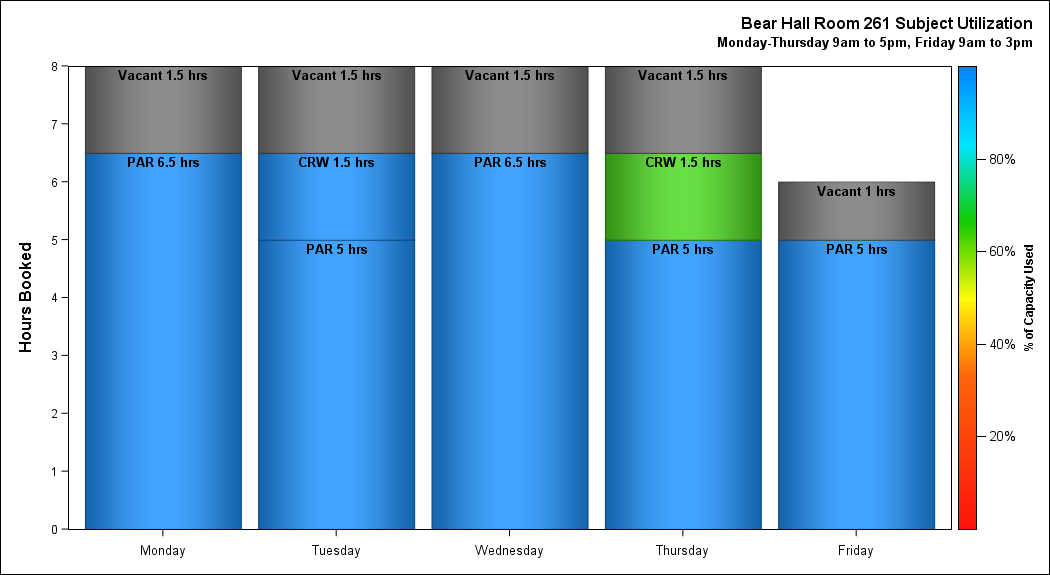 Bear Hall Room 261 Subject Utilization
Monday-Thursday 9am to 5pm, Friday 9am to 3pm
Hours Booked
8
7
6
5
4
3
2
1
0
Vacant 1.5 hrs
PAR 6.5 hrs
Vacant 1.5 hrs
CRW 1.5 hrs
PAR 5 hrs
Vacant 1.5 hrs
PAR 6.5 hrs
Vacant 1.5 hrs
CRW 1.5 hrs
PAR 5 hrs
Vacant 1 hrs
PAR 5 hrs
Monday
Tuesday
Wednesday
Thursday
Friday
80%
60%
40%
20%
% of Capacity Used